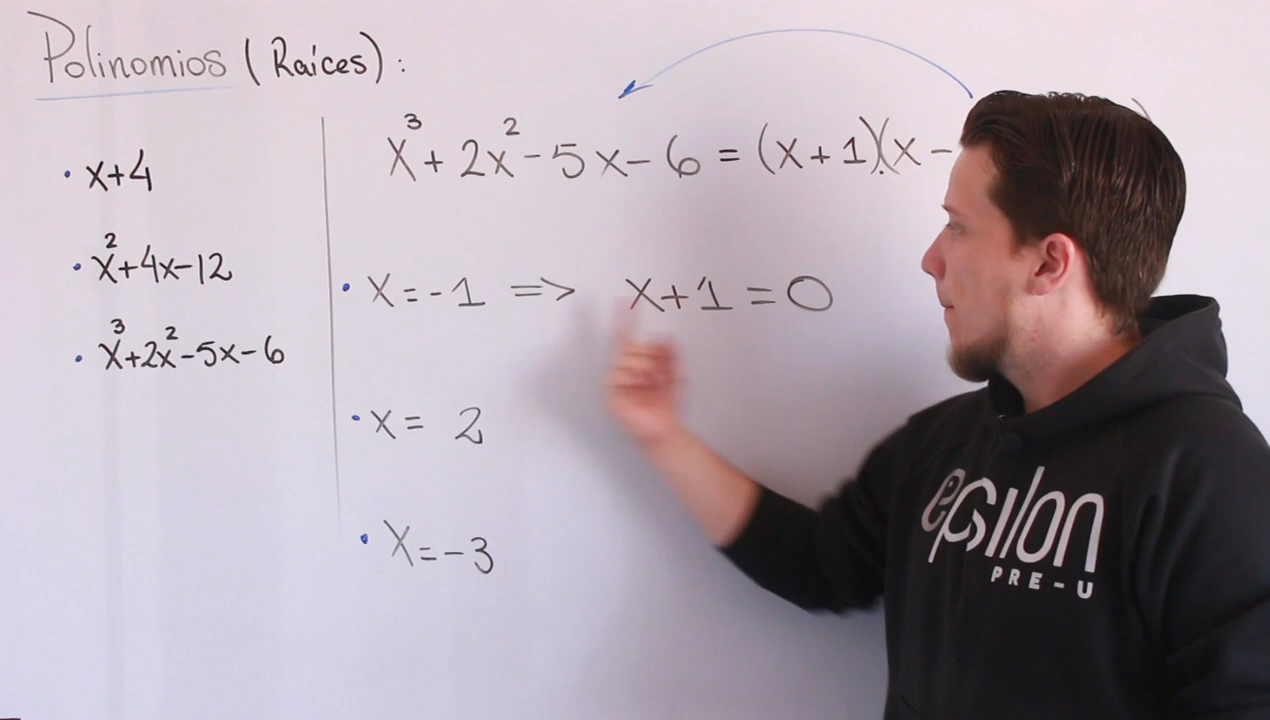 Polinomios (Raíces):
• x+4
• x²+4x-12
• x³+2x²-5x-6
x³+2x²-5x-6=(x+1)(x-
• x=-1 => x+1=0
• x= 2
• x=-3
epsilon
PRE-U